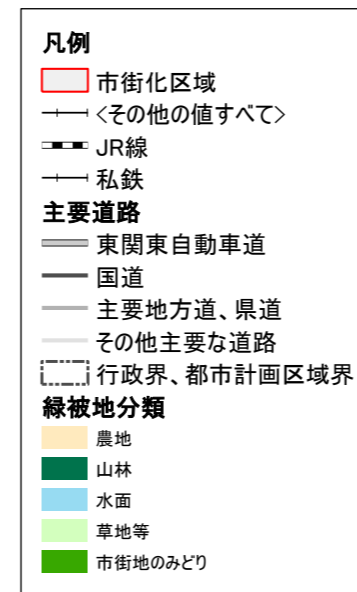 凡例
市街化区域
<その他の値すべて>
JR線
私鉄
主要道路
東関東自動車道
国道
主要地方道、県道
その他主要な道路
行政界、都市計画区域界
緑被地分類
農地
山林
水面
草地等
市街地のみどり